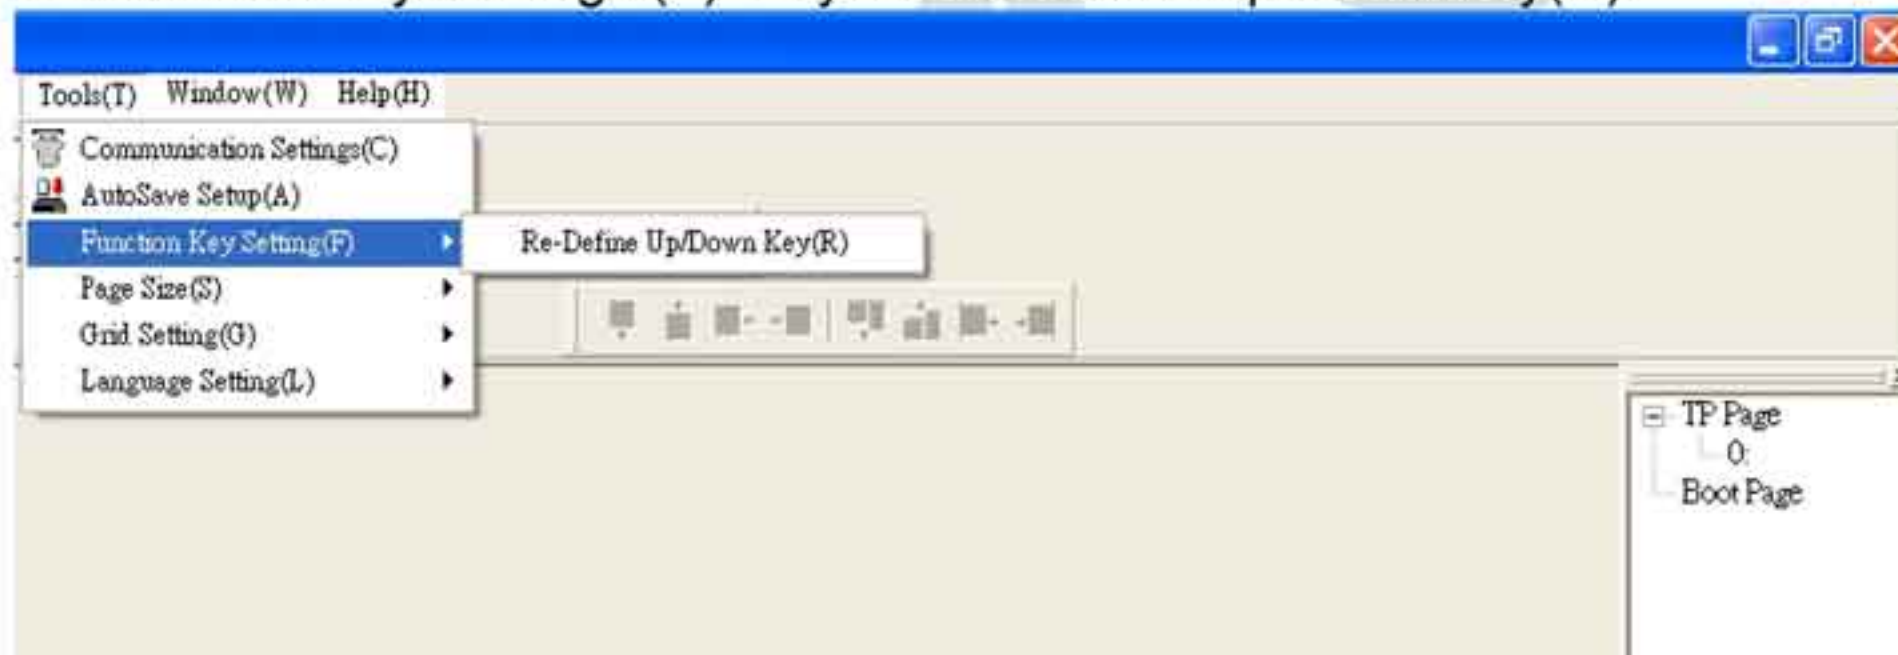 Tools(T) Window(W) Help(H)
Communication Settings(C)
AutoSave Setup(A)
Function Key Setting(F)
Re-Define Up/Down Key(R)
Page Size(S)
Grid Setting(G)
Language Setting(L)
TP Page
0:
Boot Page